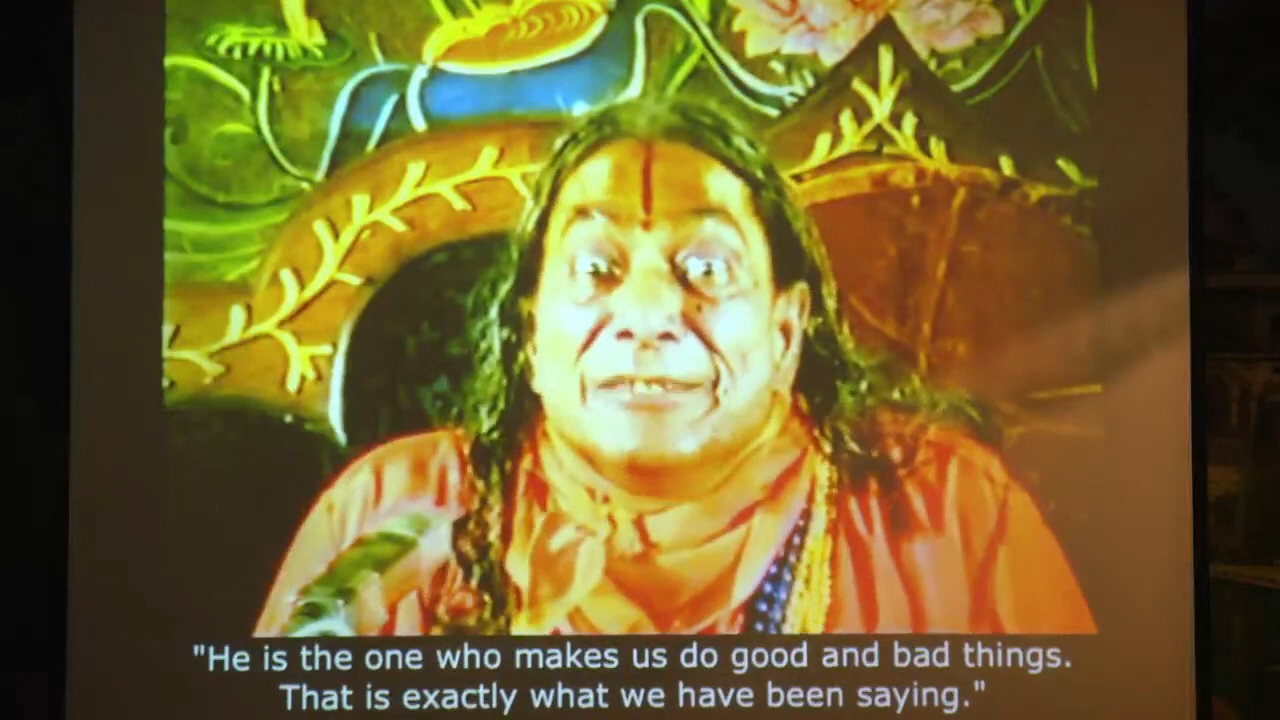 "He is the one who makes us do good and bad things.
That is exactly what we have been saying."